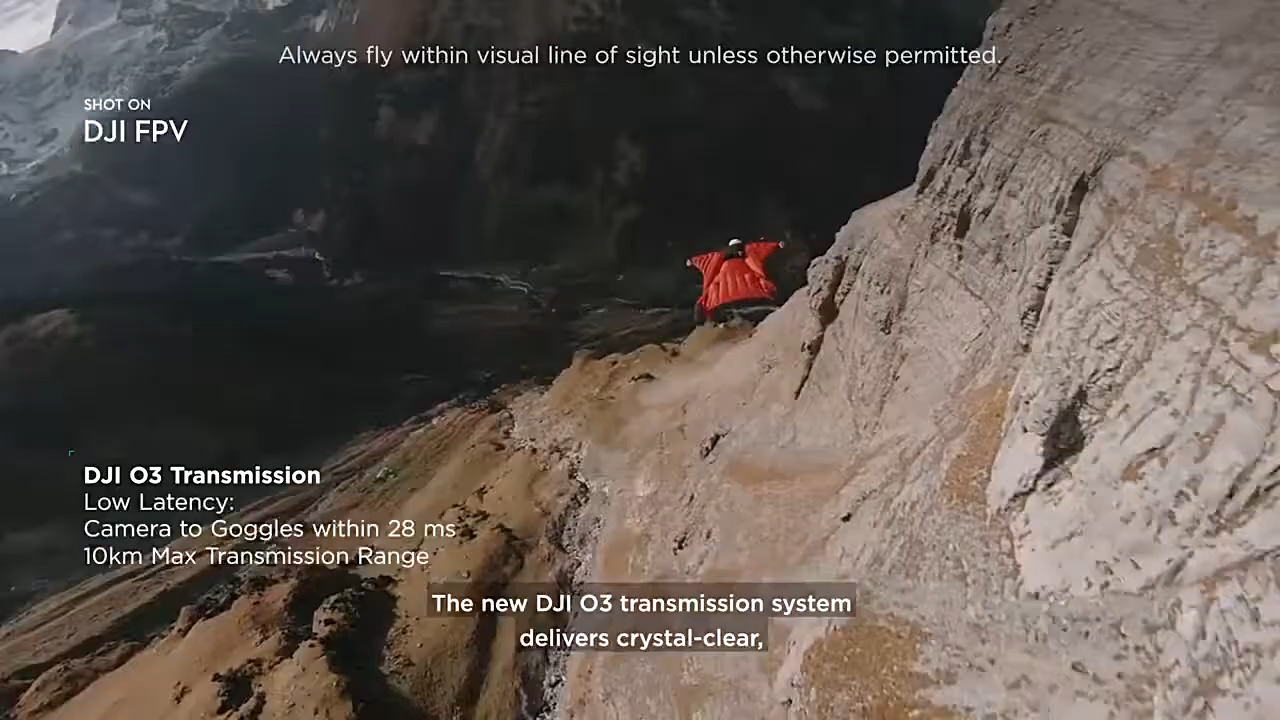 Always fly within visual line of sight unless otherwise permitted.
SHOT ON
DJI FPV
DJI O3 Transmission
Low Latency:
Camera to Goggles within 28 ms
10km Max Transmission Range
The new DJI O3 transmission system
delivers crystal-clear,